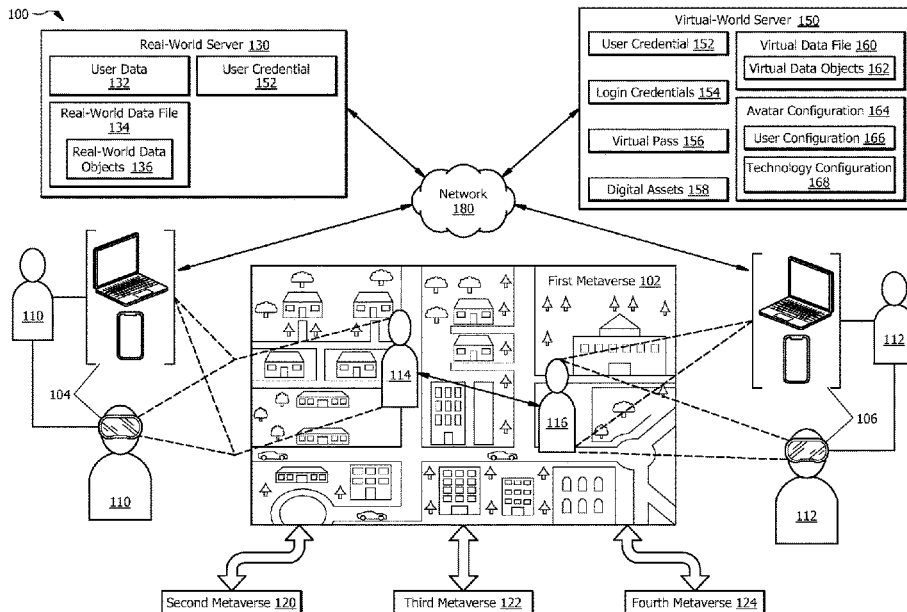 100
Real-World Server 130
User Data
132
User Credential
152
Real-World Data File
134
Real-World Data
Objects 136
Virtual-World Server 150
User Credential 152
Login Credentials 154
Virtual Pass 156
Digital Assets 158
Virtual Data File 160
Virtual Data Objects 162
Avatar Configuration 164
User Configuration 166
Technology Configuration
168
Network
180
First Metaverse 102
110
104
110
114
116
112
106
112
Second Metaverse 120
Third Metaverse 122
Fourth Metaverse 124